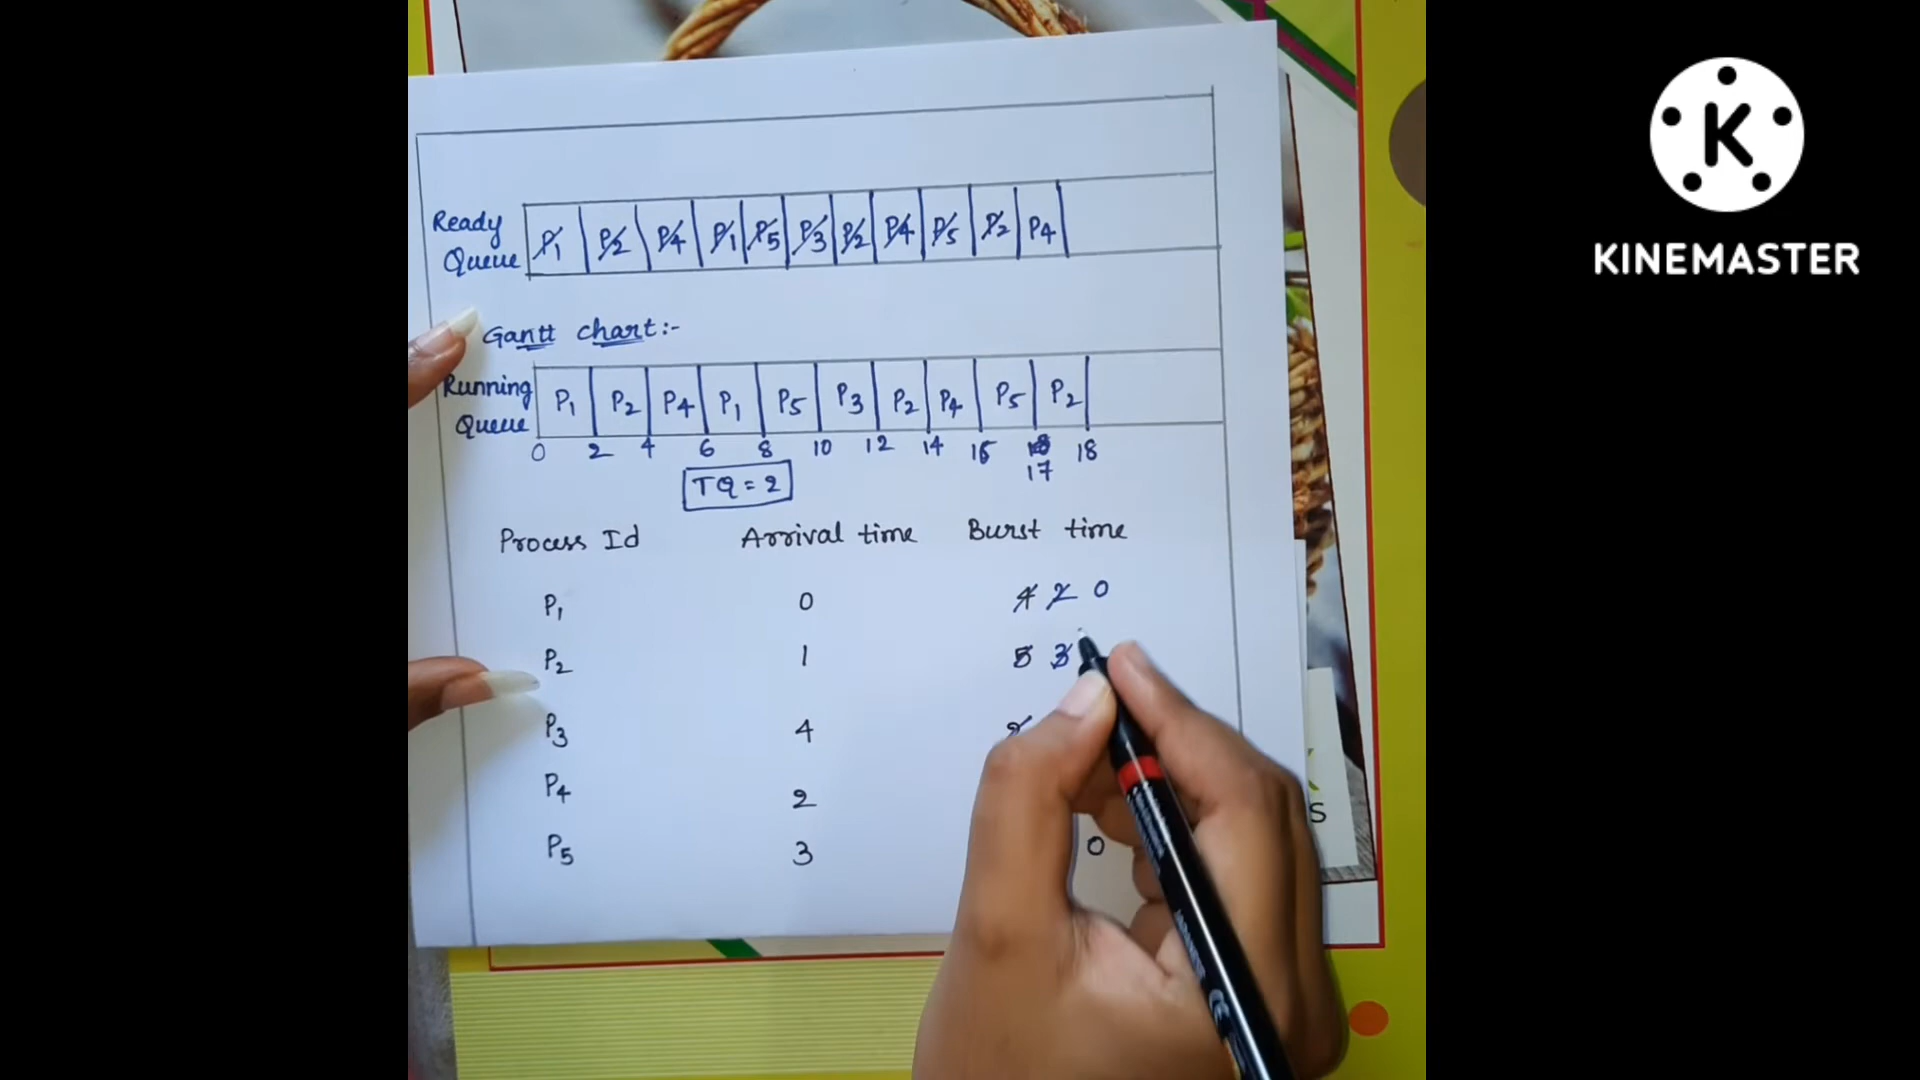 KINEMASTER
Ready Queue P1 P2 P4 P1 P5 P3 P2 P4 P5 P2 P4
Gantt chart:-
Running Queue P1 P2 P4 P1 P5 P3 P2 P4 P5 P2
0 2 4 6 8 10 12 14 18
17
TQ = 2
Process Id Arrival time Burst time
P1 0 4 2 0
P2 1 5 3
P3 4 2
P4 2
P5 3 0
S